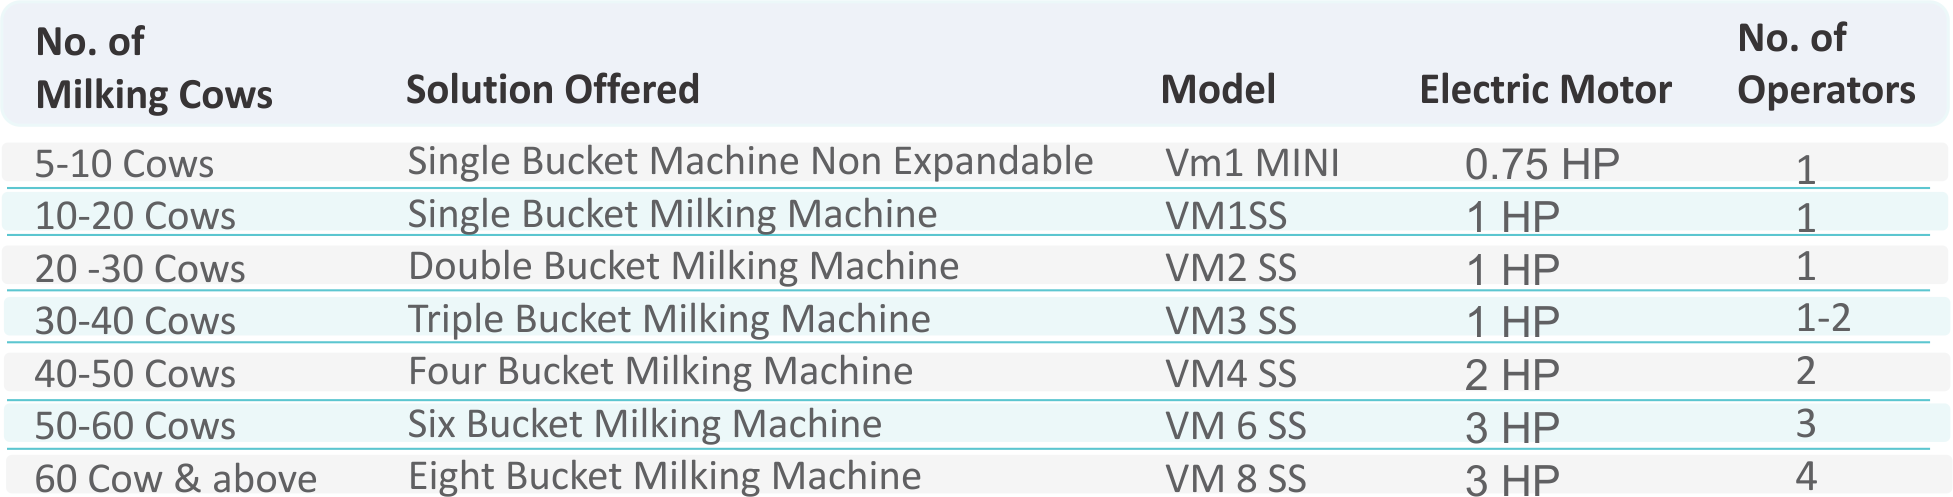 No. of Milking Cows Solution Offered Model Electric Motor No. of Operators
5-10 Cows Single Bucket Machine Non Expandable Vm1 MINI 0.75 HP 1
10-20 Cows Single Bucket Milking Machine VM1SS 1 HP 1
20 -30 Cows Double Bucket Milking Machine VM2 SS 1 HP 1
30-40 Cows Triple Bucket Milking Machine VM3 SS 1 HP 1-2
40-50 Cows Four Bucket Milking Machine VM4 SS 2 HP 2
50-60 Cows Six Bucket Milking Machine VM 6 SS 3 HP 3
60 Cow & above Eight Bucket Milking Machine VM 8 SS 3 HP 4